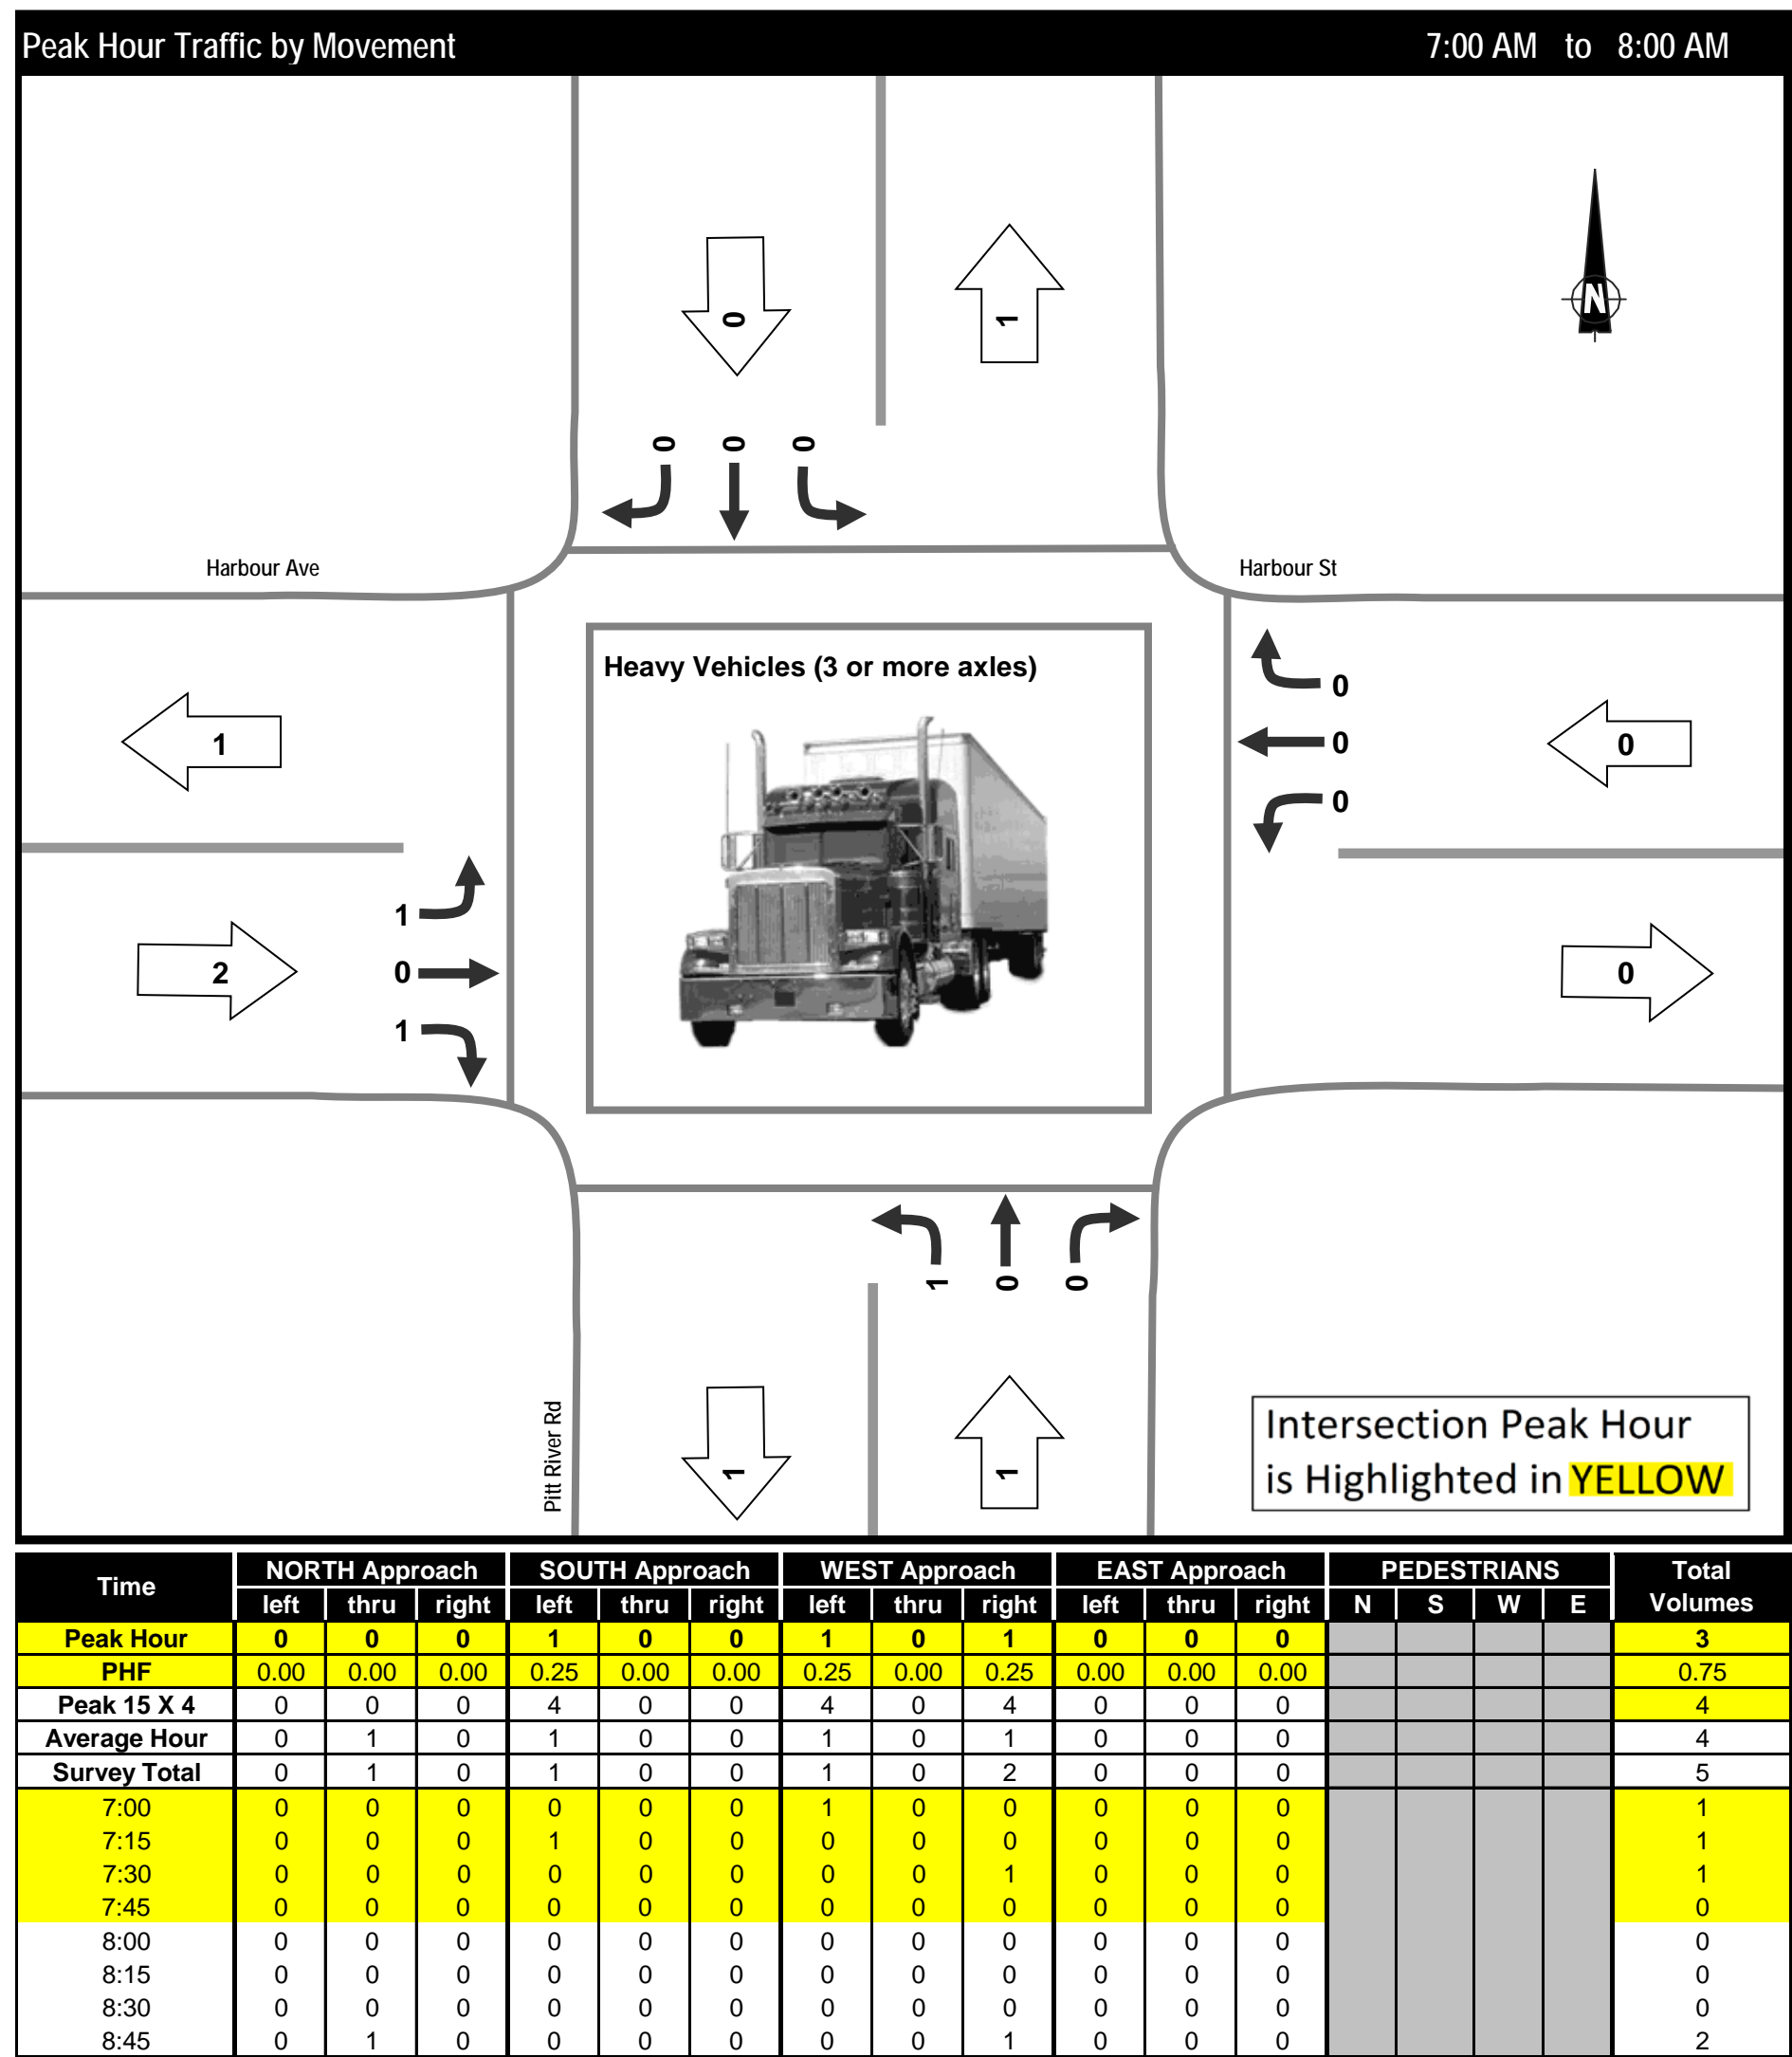 Peak Hour Traffic by Movement 7:00 AM to 8:00 AM
0 1
0 0 0
N
Harbour Ave Harbour St
Heavy Vehicles (3 or more axles)
0
1 0 0
0
1
2 0 0
1
1 0 0
Pitt River Rd
1 1
Intersection Peak Hour
is Highlighted in YELLOW
Time NORTH Approach SOUTH Approach WEST Approach EAST Approach PEDESTRIANS Total Volumes
left thru right left thru right left thru right left thru right N S W E
Peak Hour 0 0 0 1 0 0 1 0 1 0 0 0 3
PHF 0.00 0.00 0.00 0.25 0.00 0.00 0.25 0.00 0.25 0.00 0.00 0.00 0.75
Peak 15 X 4 0 0 0 4 0 0 4 0 4 0 0 0 4
Average Hour 0 1 0 1 0 0 1 0 1 0 0 0 4
Survey Total 0 1 0 1 0 0 1 0 2 0 0 0 5
7:00 0 0 0 0 0 0 1 0 0 0 0 0 1
7:15 0 0 0 1 0 0 0 0 0 0 0 0 1
7:30 0 0 0 0 0 0 0 0 1 0 0 0 1
7:45 0 0 0 0 0 0 0 0 0 0 0 0 0
8:00 0 0 0 0 0 0 0 0 0 0 0 0 0
8:15 0 0 0 0 0 0 0 0 0 0 0 0 0
8:30 0 0 0 0 0 0 0 0 0 0 0 0 0
8:45 0 1 0 0 0 0 0 0 1 0 0 0 2